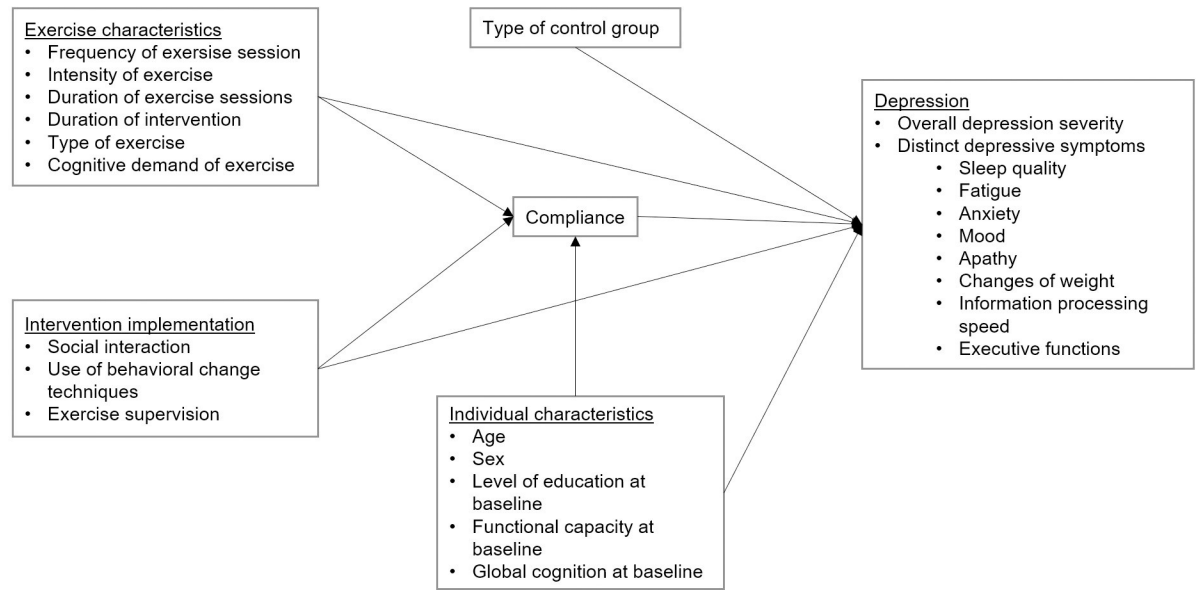 Exercise characteristics
• Frequency of exersise session
• Intensity of exercise
• Duration of exercise sessions
• Duration of intervention
• Type of exercise
• Cognitive demand of exercise
Type of control group
Depression
• Overall depression severity
• Distinct depressive symptoms
• Sleep quality
• Fatigue
• Anxiety
• Mood
• Apathy
• Changes of weight
• Information processing
speed
• Executive functions
Compliance
Intervention implementation
• Social interaction
• Use of behavioral change
techniques
• Exercise supervision
Individual characteristics
• Age
• Sex
• Level of education at
baseline
• Functional capacity at
baseline
• Global cognition at baseline